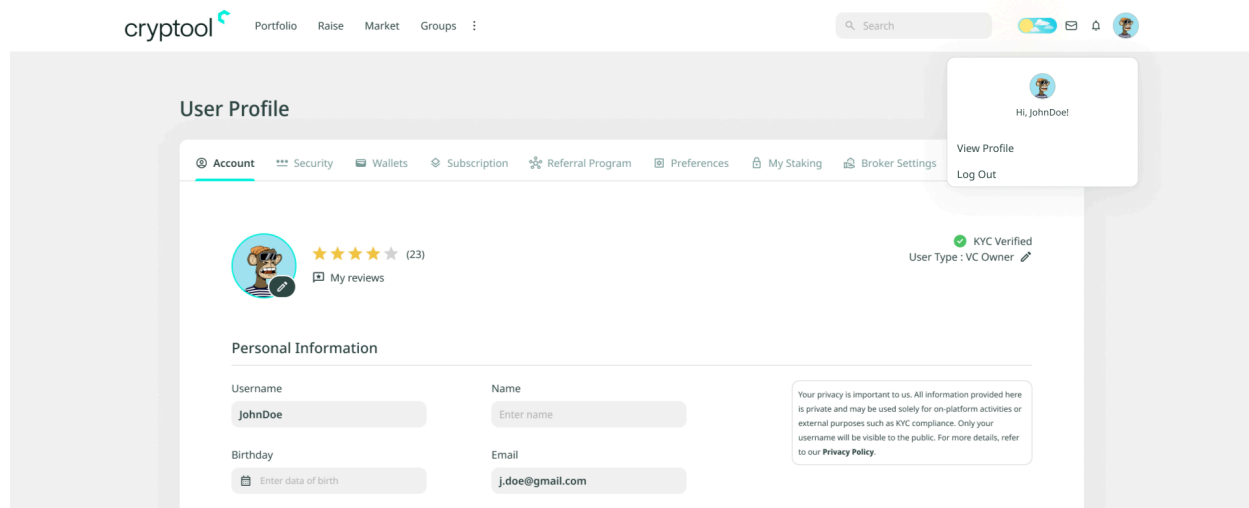 cryptool
Portfolio Raise Market Groups
Search
Hi, JohnDoe!
View Profile
Log Out
User Profile
Account Security Wallets Subscription Referral Program Preferences My Staking Broker Settings
(23)
My reviews
KYC Verified
User Type : VC Owner
Personal Information
Username
JohnDoe
Name
Enter name
Birthday
Enter data of birth
Email
j.doe@gmail.com
Your privacy is important to us. All information provided here
is private and may be used solely for on-platform activities or
external purposes such as KYC compliance. Only your
username will be visible to the public. For more details, refer
to our Privacy Policy.